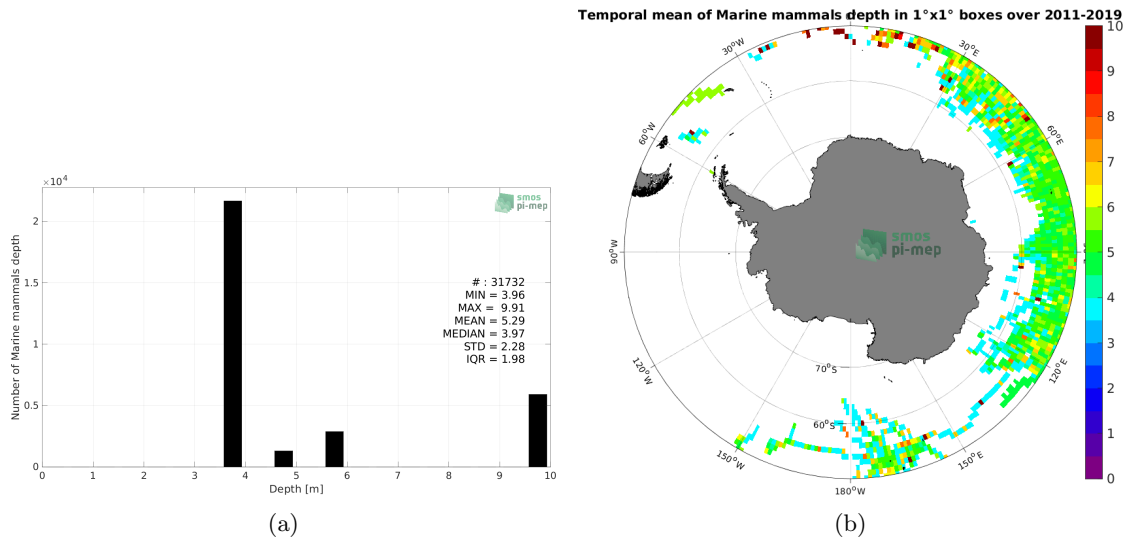 Temporal mean of Marine mammals depth in 1°x1° boxes over 2011-2019
×10⁴
2
1.5
1
0.5
0
Number of Marine mammals depth
smos
pi-mep
# : 31732
MIN = 3.96
MAX = 9.91
MEAN = 5.29
MEDIAN = 3.97
STD = 2.28
IQR = 1.98
0 1 2 3 4 5 6 7 8 9 10
Depth [m]
(a)
30°W
30°E
60°W
60°E
90°W
120°W
120°E
150°W
150°E
180°W
70°S
60°S
smos
pi-mep
10
9
8
7
6
5
4
3
2
1
0
(b)